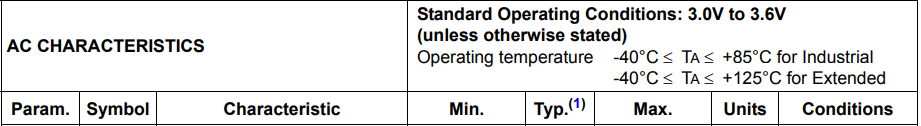 AC CHARACTERISTICS
Standard Operating Conditions: 3.0V to 3.6V
(unless otherwise stated)
Operating temperature -40°C ≤ TA ≤ +85°C for Industrial
-40°C ≤ TA ≤ +125°C for Extended
Param. Symbol Characteristic Min. Typ.(1) Max. Units Conditions